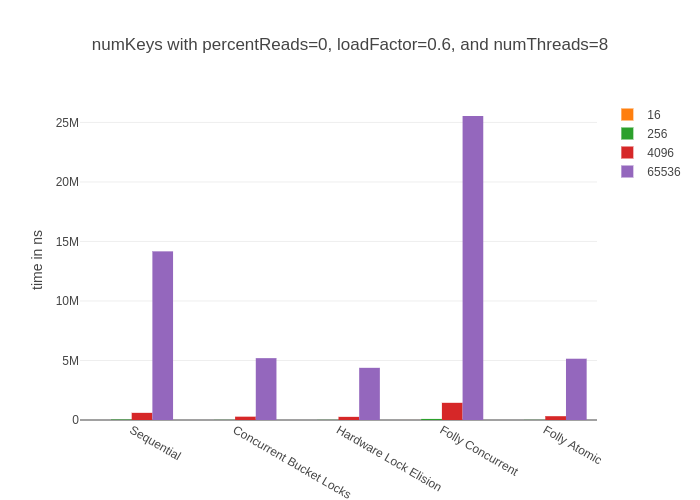 numKeys with percentReads=0, loadFactor=0.6, and numThreads=8
16
256
4096
65536
25M
20M
15M
10M
5M
0
time in ns
Sequential
Concurrent Bucket Locks
Hardware Lock Elision
Folly Concurrent
Folly Atomic